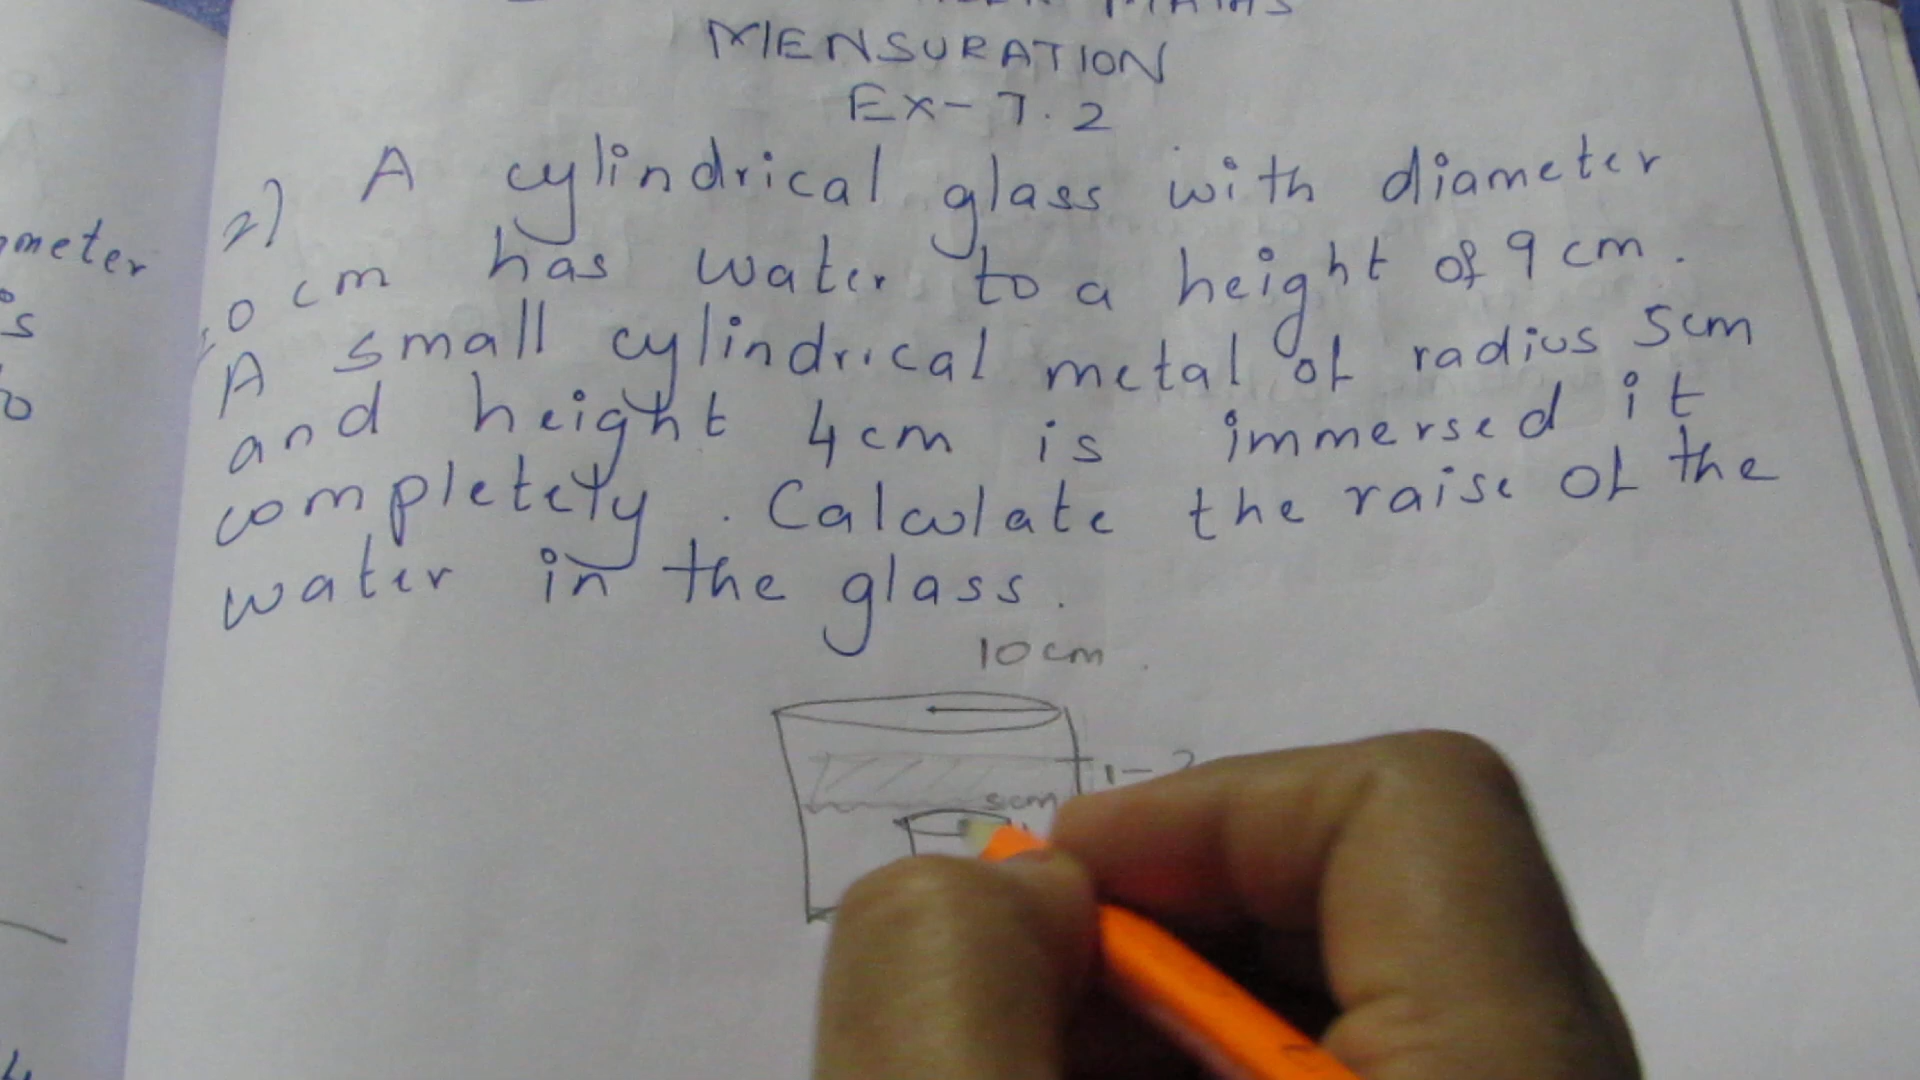 MENSURATION
Ex-7.2
2) A cylindrical glass with diameter
meter
0 cm has water to a height of 9 cm.
s
A small cylindrical metal of radius 5cm
and height 4cm is immersed it
completely. Calculate the raise of the
water in the glass.
10cm
5cm
4